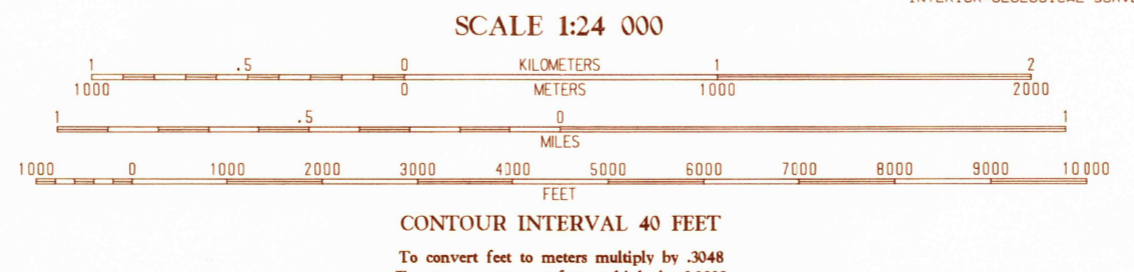 SCALE 1:24 000
1 .5 0 KILOMETERS 1 2
1000 0 METERS 1000 2000
1 .5 0 1
MILES
1000 0 1000 2000 3000 4000 5000 6000 7000 8000 9000 10 000
FEET
CONTOUR INTERVAL 40 FEET
To convert feet to meters multiply by .3048